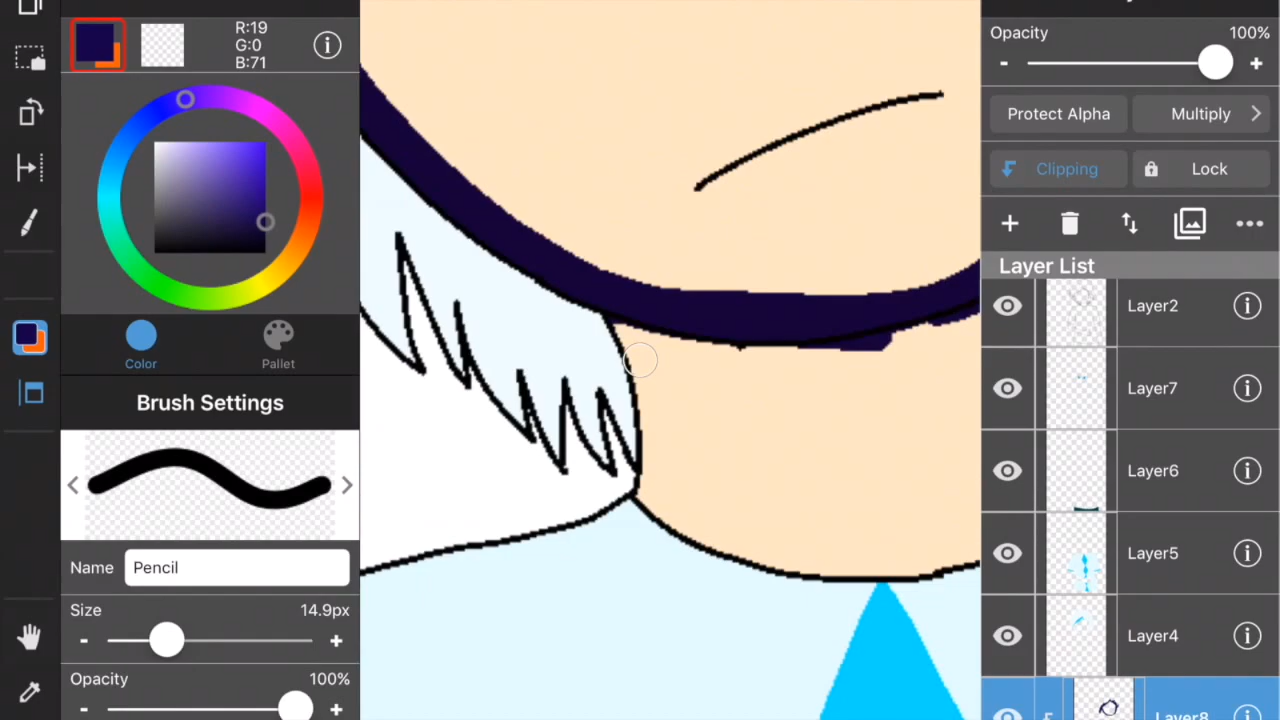 R:19
G:0
B:71
Color
Pallet
Brush Settings
Name
Pencil
Size
14.9px
Opacity
100%
Opacity
100%
Protect Alpha
Multiply
Clipping
Lock
Layer List
Layer2
Layer7
Layer6
Layer5
Layer4
Layer8